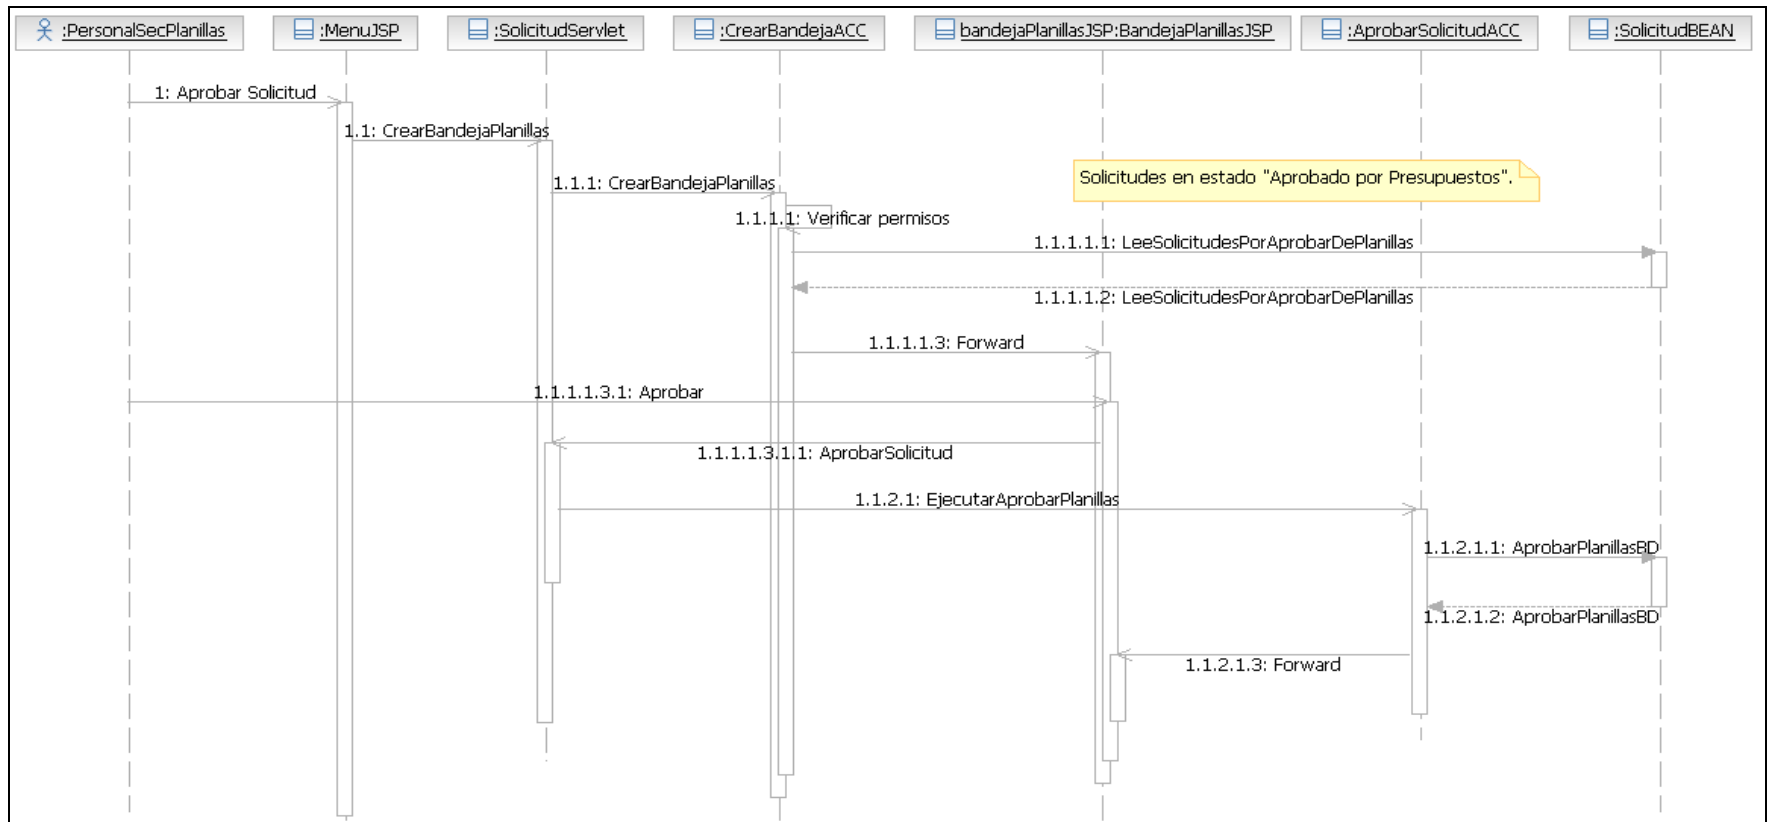 :PersonalSecPlanillas
:MenuJSP
:SolicitudServlet
:CrearBandejaACC
bandejaPlanillasJSP:BandejaPlanillasJSP
:AprobarSolicitudACC
:SolicitudBEAN
1: Aprobar Solicitud
1.1: CrearBandejaPlanillas
Solicitudes en estado "Aprobado por Presupuestos".
1.1.1: CrearBandejaPlanillas
1.1.1.1: Verificar permisos
1.1.1.1.1: LeeSolicitudesPorAprobarDePlanillas
1.1.1.1.2: LeeSolicitudesPorAprobarDePlanillas
1.1.1.1.3: Forward
1.1.1.1.3.1: Aprobar
1.1.1.1.3.1.1: AprobarSolicitud
1.1.2.1: EjecutarAprobarPlanillas
1.1.2.1.1: AprobarPlanillasBD
1.1.2.1.2: AprobarPlanillasBD
1.1.2.1.3: Forward